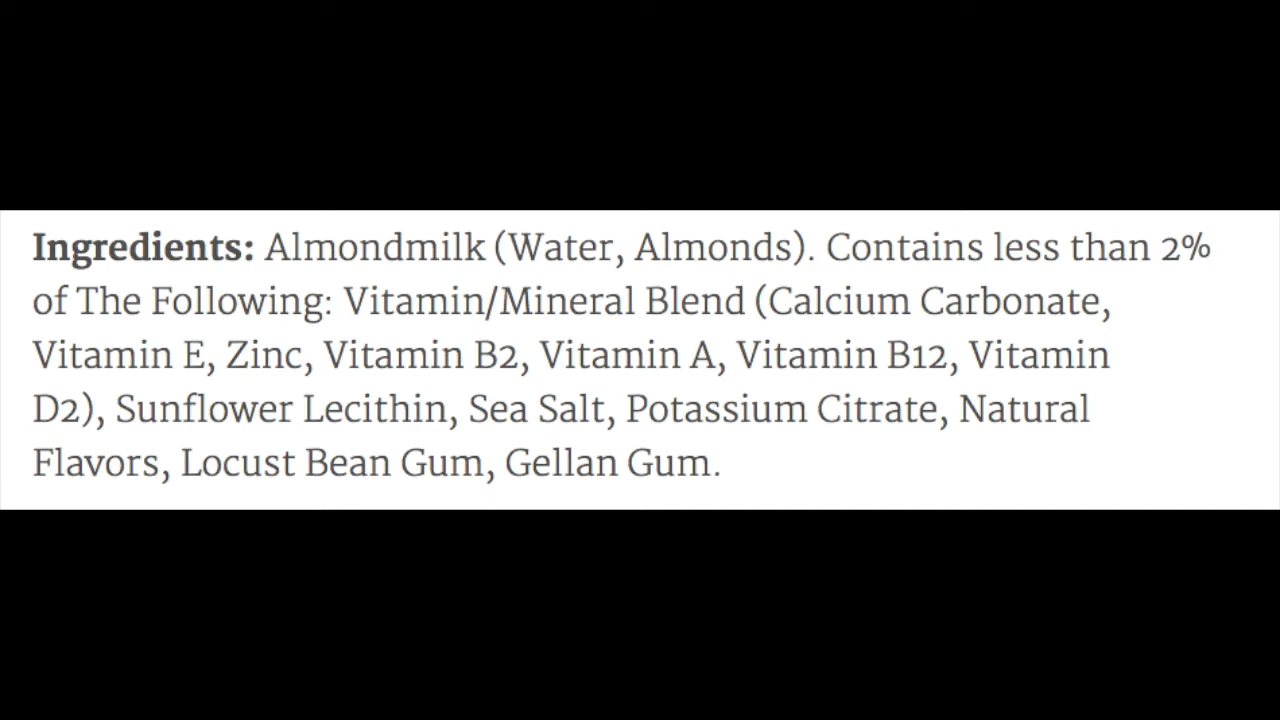 Ingredients: Almondmilk (Water, Almonds). Contains less than 2%
of The Following: Vitamin/Mineral Blend (Calcium Carbonate,
Vitamin E, Zinc, Vitamin B2, Vitamin A, Vitamin B12, Vitamin
D2), Sunflower Lecithin, Sea Salt, Potassium Citrate, Natural
Flavors, Locust Bean Gum, Gellan Gum.